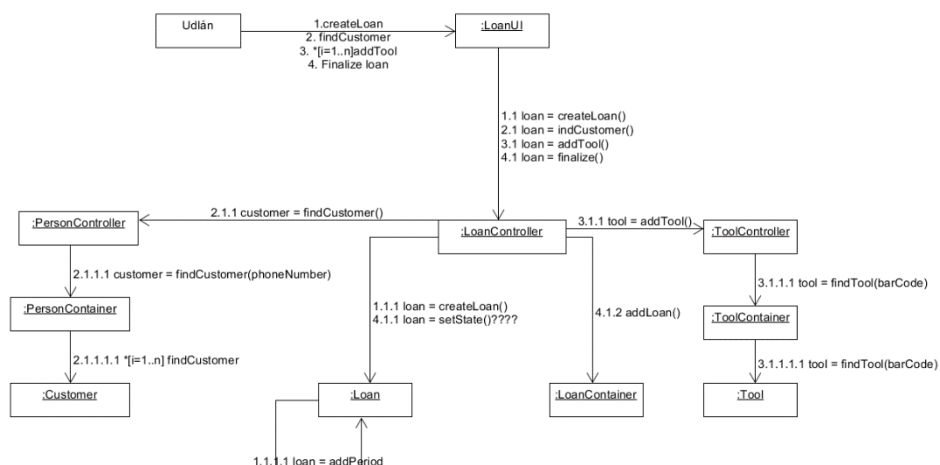 Udlån
1.createLoan
2. findCustomer
3. *[i=1..n]addTool
4. Finalize loan
:LoanUI
1.1 loan = createLoan()
2.1 loan = indCustomer()
3.1 loan = addTool()
4.1 loan = finalize()
:PersonController
2.1.1 customer = findCustomer()
:LoanController
3.1.1 tool = addTool()
:ToolController
2.1.1.1 customer = findCustomer(phoneNumber)
3.1.1.1 tool = findTool(barCode)
:PersonContainer
1.1.1 loan = createLoan()
4.1.1 loan = setState()????
4.1.2 addLoan()
:ToolContainer
2.1.1.1.1 *[i=1..n] findCustomer
3.1.1.1.1 tool = findTool(barCode)
:Customer
:Loan
:LoanContainer
:Tool
1.1.1.1 loan = addPeriod